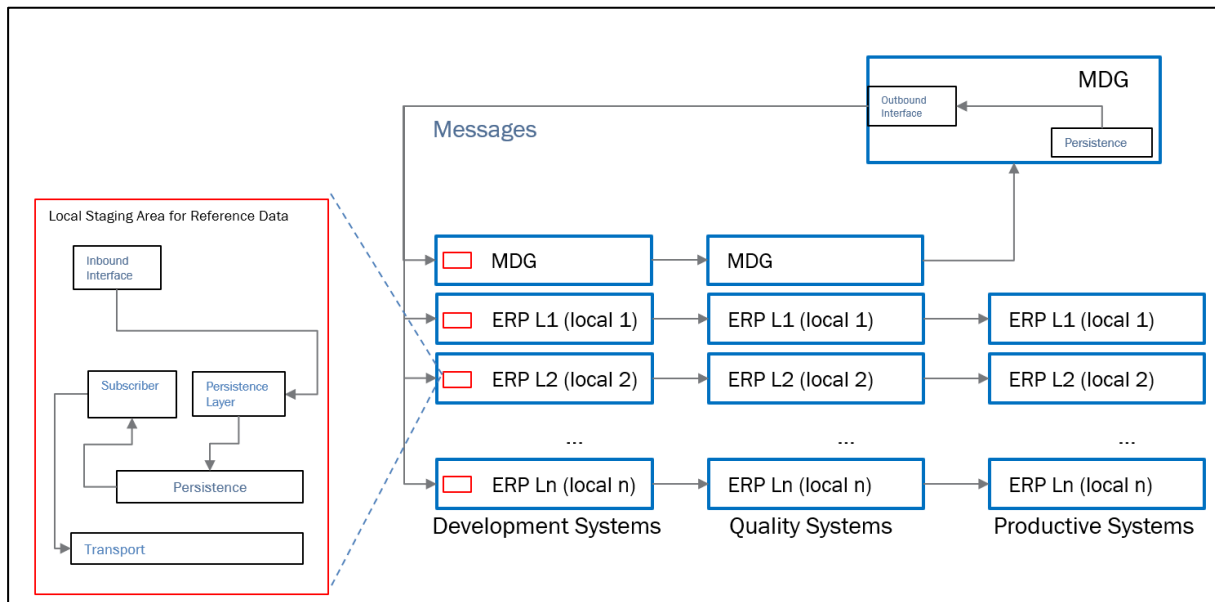 MDG
Outbound
Interface
Messages
Persistence
Local Staging Area for Reference Data
Inbound
Interface
Subscriber
Persistence
Layer
Persistence
Transport
MDG
MDG
ERP L1 (local 1)
ERP L1 (local 1)
ERP L1 (local 1)
ERP L2 (local 2)
ERP L2 (local 2)
ERP L2 (local 2)
...
...
...
ERP Ln (local n)
ERP Ln (local n)
ERP Ln (local n)
Development Systems
Quality Systems
Productive Systems